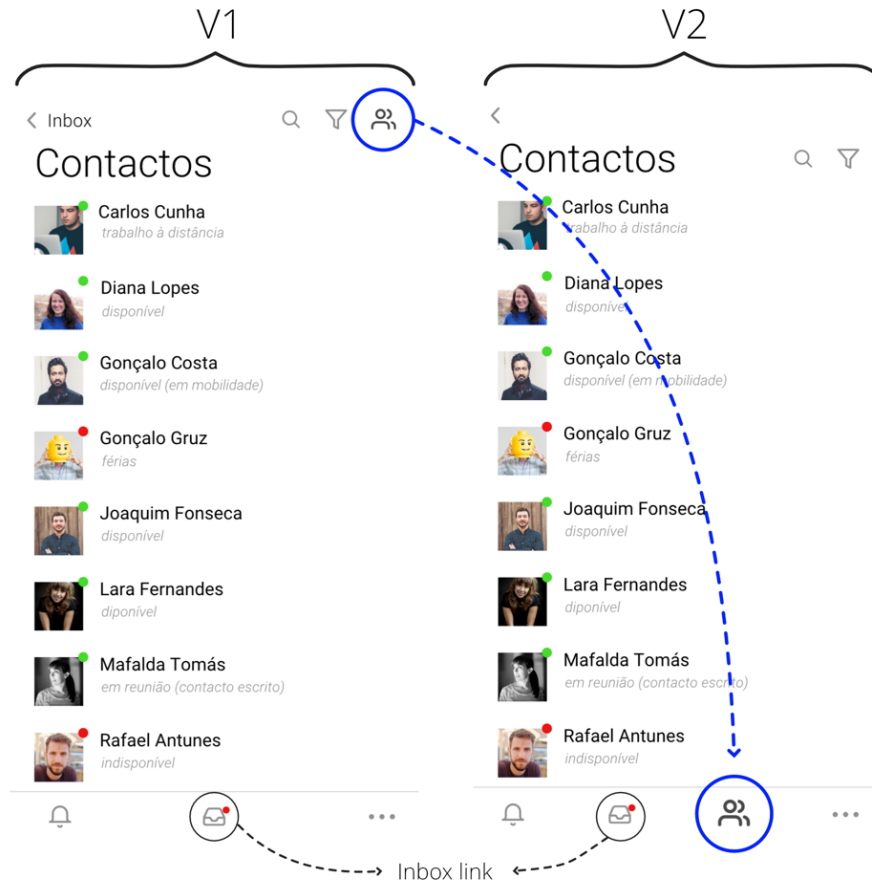 V1
V2
Inbox
Contactos
Carlos Cunha
trabalho à distância
Diana Lopes
disponível
Gonçalo Costa
disponível (em mobilidade)
Gonçalo Gruz
férias
Joaquim Fonseca
disponível
Lara Fernandes
diponível
Mafalda Tomás
em reunião (contacto escrito)
Rafael Antunes
indisponível
Contactos
Carlos Cunha
trabalho à distância
Diana Lopes
disponível
Gonçalo Costa
disponível (em mobilidade)
Gonçalo Gruz
férias
Joaquim Fonseca
disponível
Lara Fernandes
diponível
Mafalda Tomás
em reunião (contacto escrito)
Rafael Antunes
indisponível
Inbox link